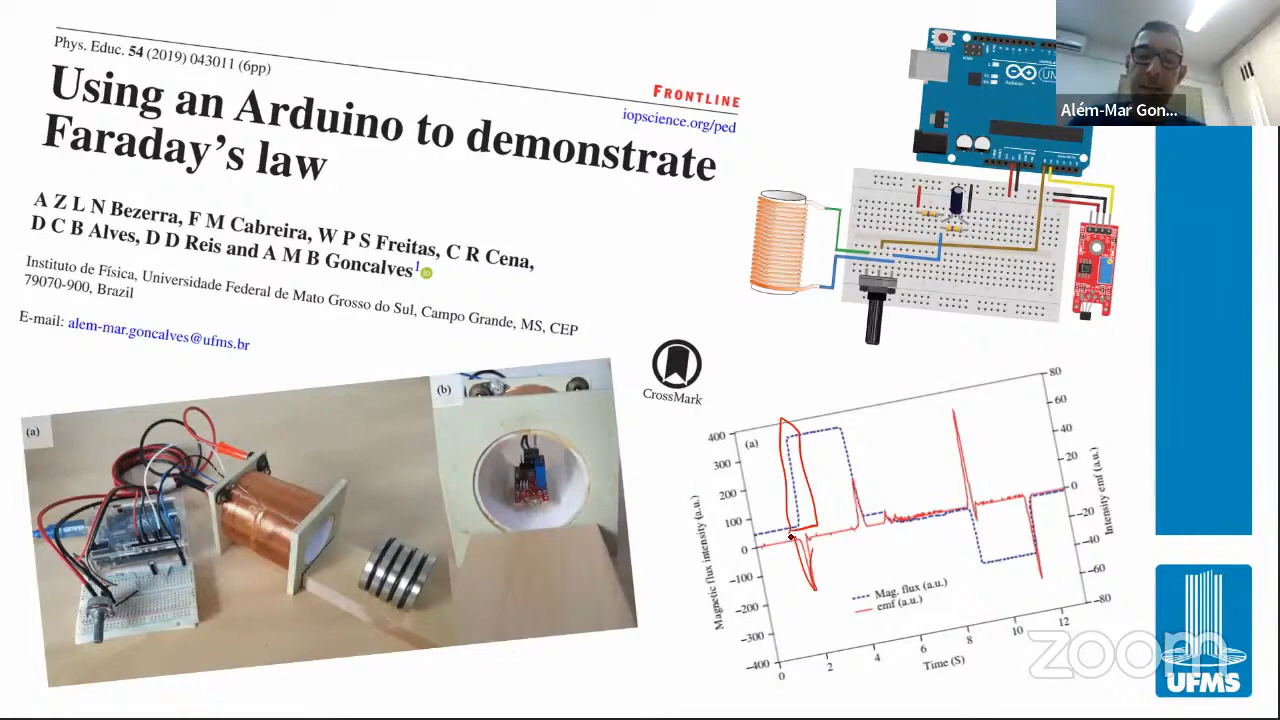 Phys. Educ. 54 (2019) 043011 (6pp)
FRONTLINE
iopscience.org/ped
Using an Arduino to demonstrate
Faraday's law
A Z L N Bezerra, F M Cabreira, W P S Freitas, C R Cena,
D C B Alves, D D Reis and A M B Goncalves1 iD
Instituto de Física, Universidade Federal de Mato Grosso do Sul, Campo Grande, MS, CEP
79070-900, Brazil
E-mail: alem-mar.goncalves@ufms.br
CrossMark
Além-Mar Gon...
UN
Arduino
(a)
(b)
(a)
Magnetic flux intensity (a.u.)
400
300
200
100
0
−100
−200
−300
−400
80
60
40
20
0
−20
−40
−60
−80
Intensity emf (a.u.)
Mag. flux (a.u.)
emf (a.u.)
0
2
4
6
8
10
12
Time (S)
zoom
UFMS